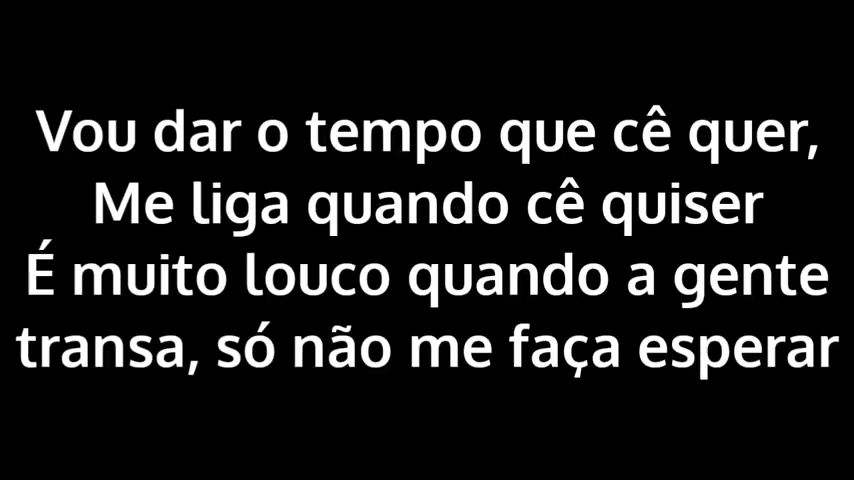 Vou dar o tempo que cê quer,
Me liga quando cê quiser
É muito louco quando a gente
transa, só não me faça esperar